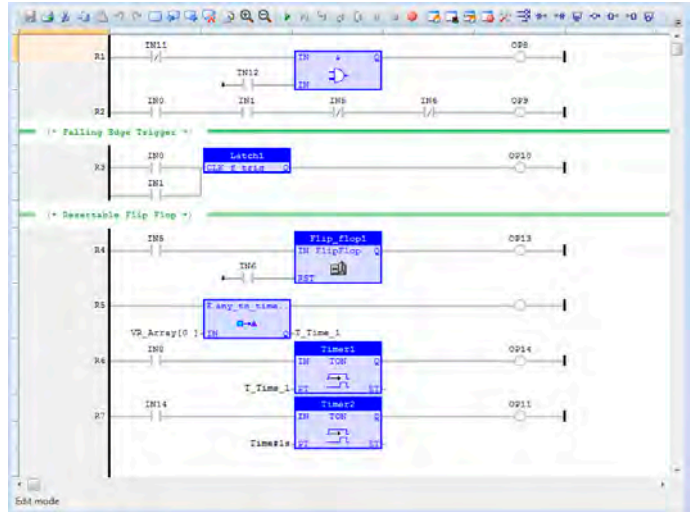 IN11 OP8
R1 IN Q
IN12
IN
IN0 IN1 IN5 IN6 OP9
R2
(* Falling Edge Trigger *)
IN0 Latch1 OP10
R3 CLK f_trig Q
IN1
(* Resettable Flip Flop *)
IN5 Flip_flop1 OP13
R4 IN FlipFlop Q
IN6
RST
R5 any_to_time..
VR_Array[0 ] IN Q T_Time_1
IN0 Timer1 OP14
R6 IN TON Q
T_Time_1 PT ET
IN14 Timer2 OP11
R7 IN TON Q
Time#1s PT ET
Edit mode